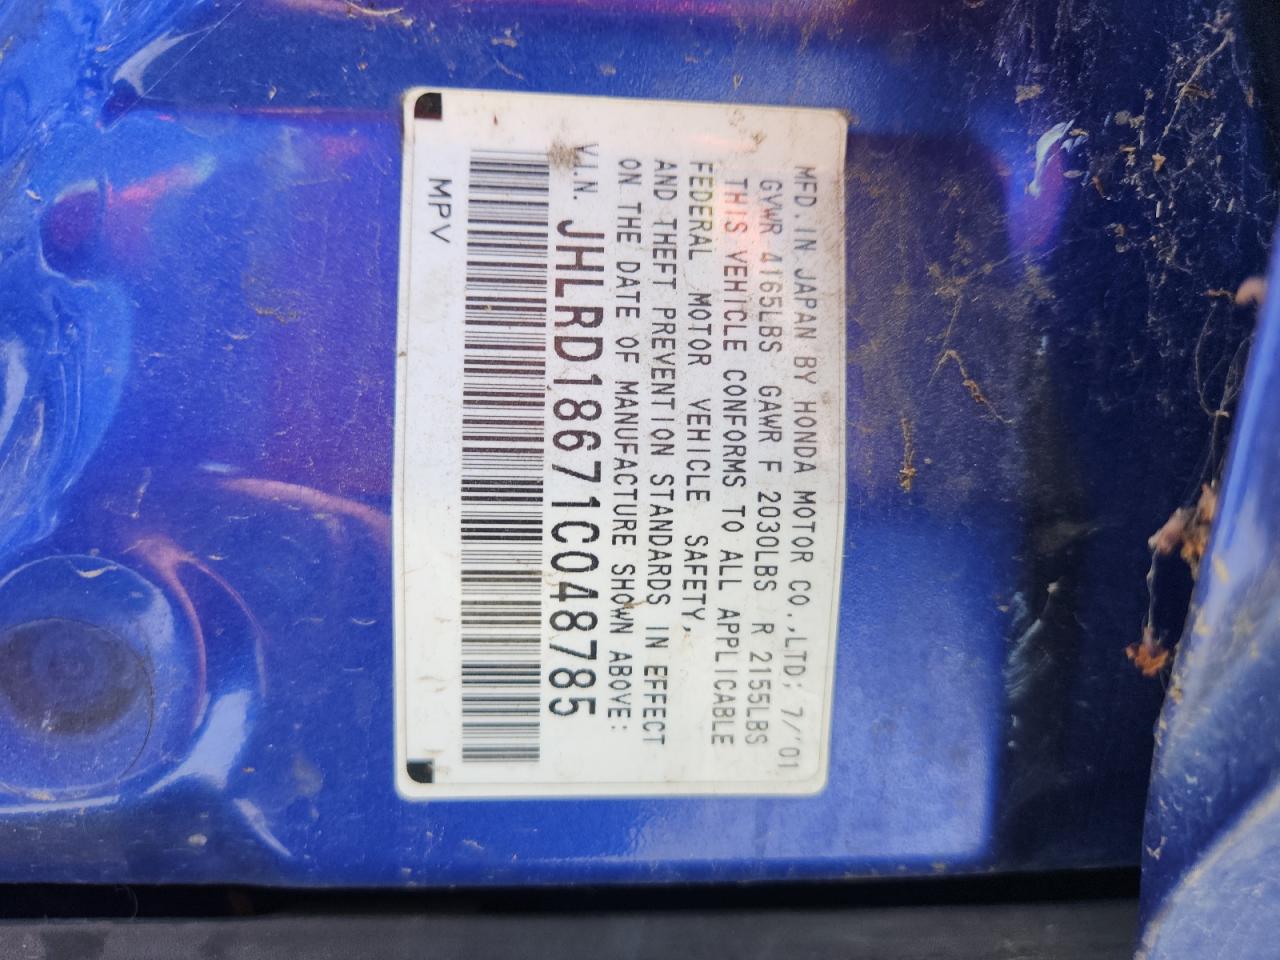 MFD. IN JAPAN BY HONDA MOTOR CO.,LTD; 7/'01
GVWR 4165LBS GAWR F 2030LBS R 2155LBS
THIS VEHICLE CONFORMS TO ALL APPLICABLE
FEDERAL MOTOR VEHICLE SAFETY,
AND THEFT PREVENTION STANDARDS IN EFFECT
ON THE DATE OF MANUFACTURE SHOWN ABOVE:
V.I.N. JHLRD18671C048785
MPV